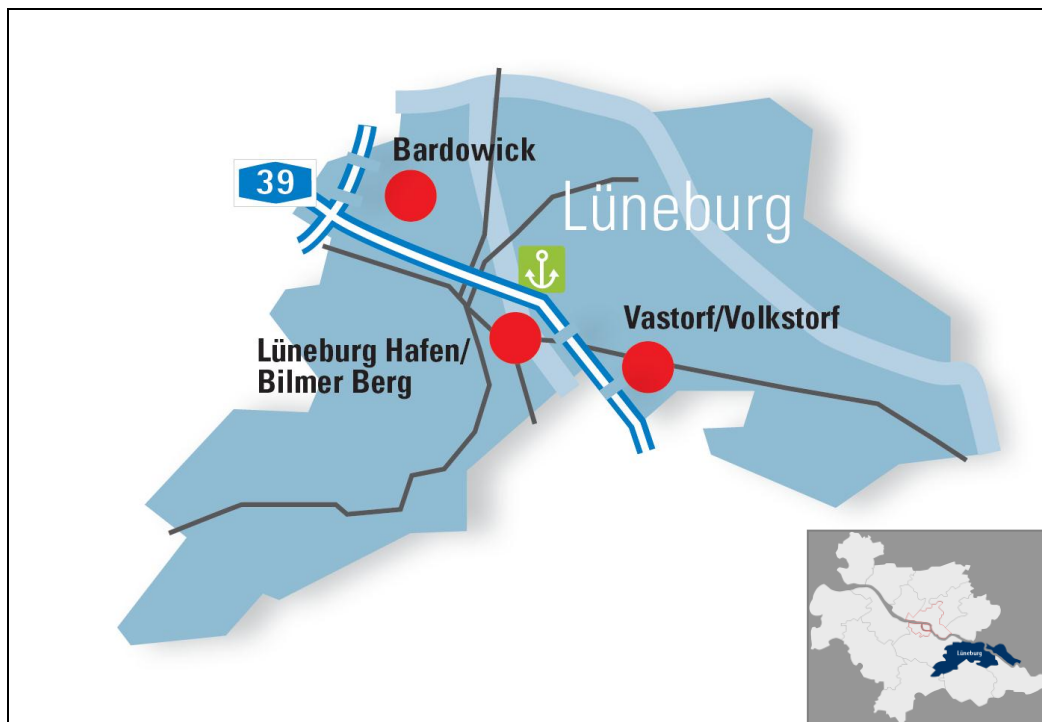 Bardowick
39
Lüneburg
Vastorf/Volkstorf
Lüneburg Hafen/
Bilmer Berg
Lüneburg